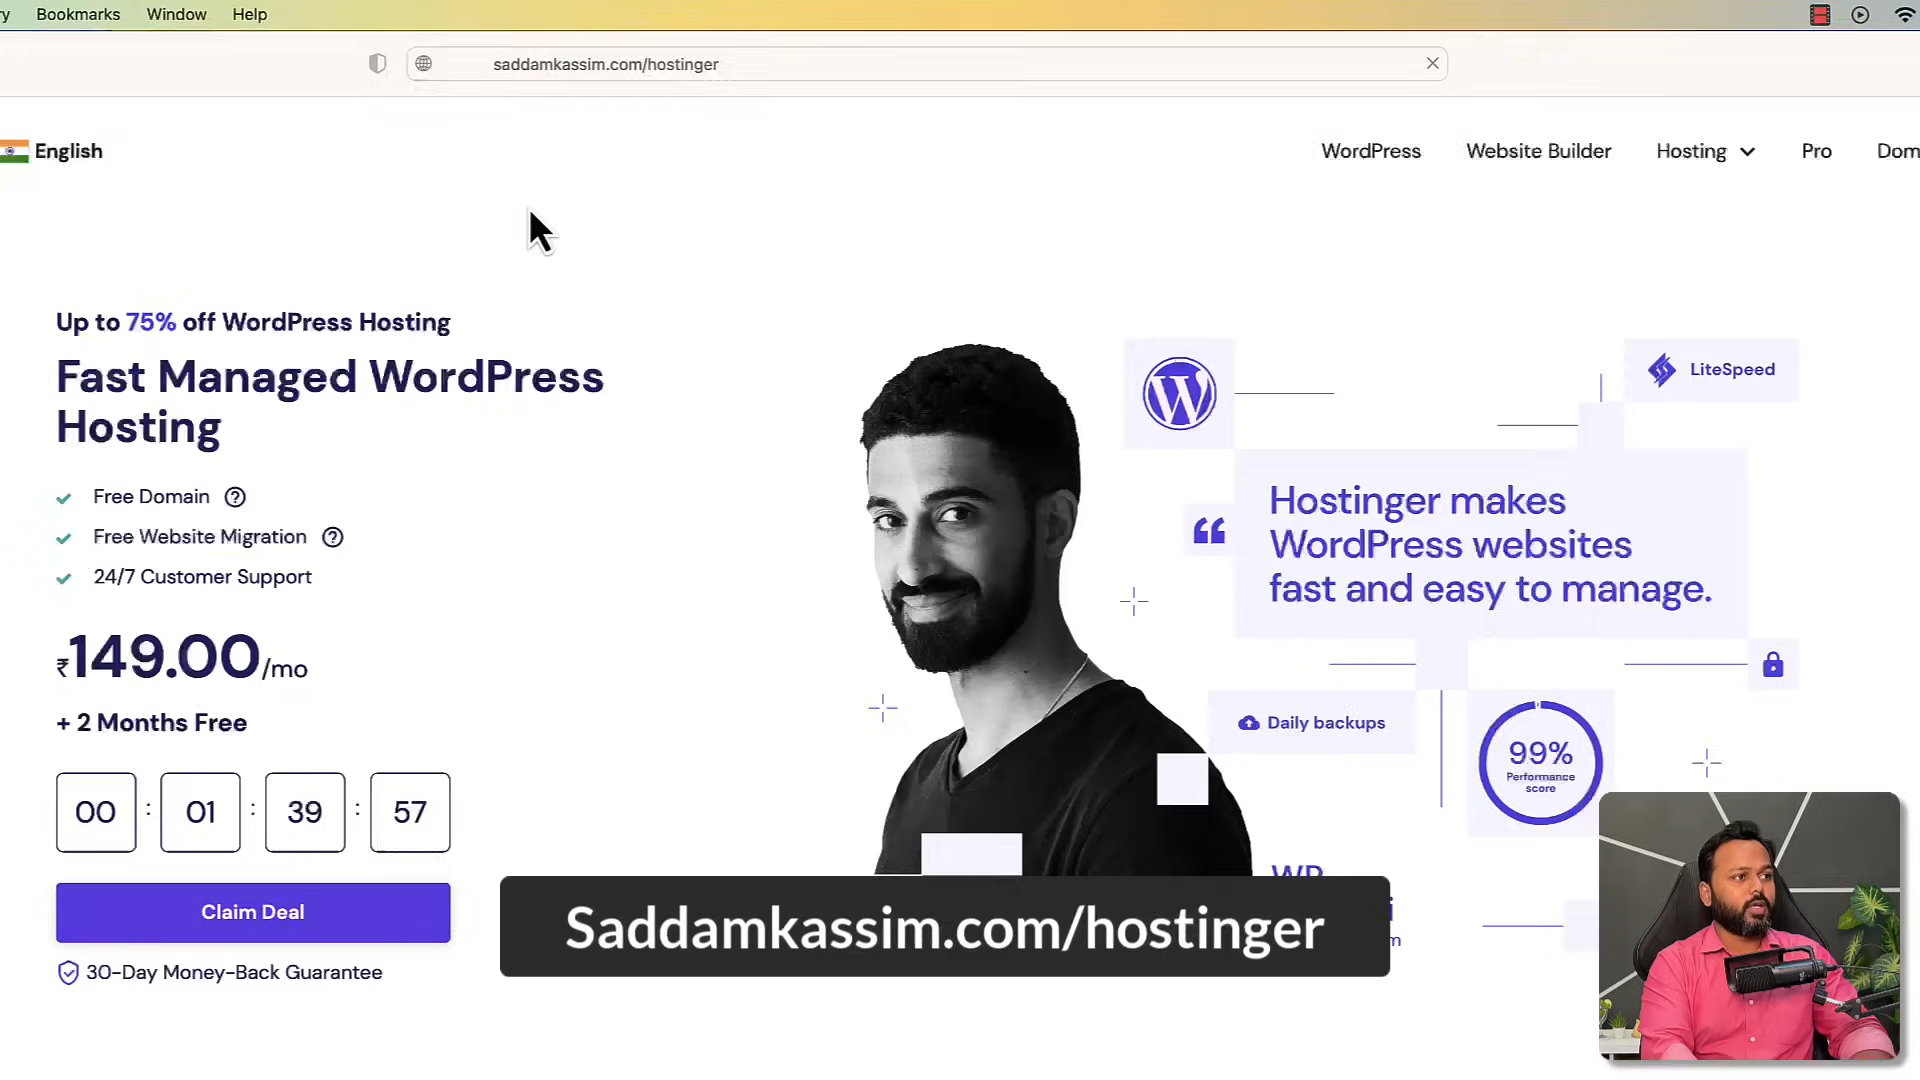 Bookmarks Window Help
saddamkassim.com/hostinger
English
WordPress Website Builder Hosting Pro
Up to 75% off WordPress Hosting
Fast Managed WordPress
Hosting
Free Domain
Free Website Migration
24/7 Customer Support
₹149.00/mo
+ 2 Months Free
00 : 01 : 39 : 57
Claim Deal
30-Day Money-Back Guarantee
LiteSpeed
Hostinger makes
WordPress websites
fast and easy to manage.
Daily backups
99%
Performance
score
Saddamkassim.com/hostinger